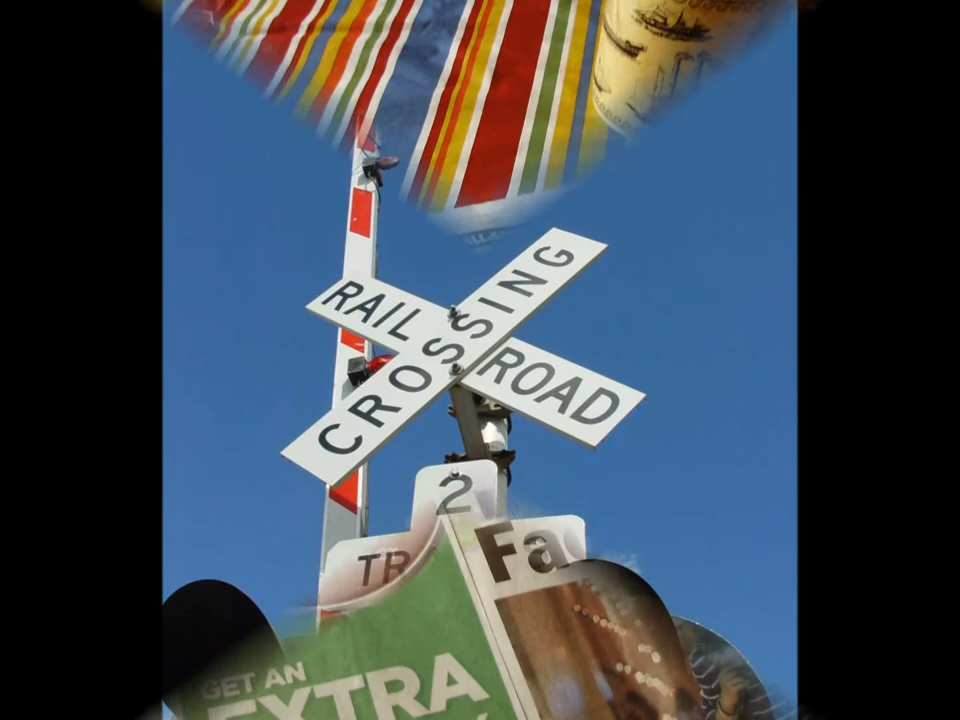 RAIL ROAD
CROSSING
2
TR
Fa
GET AN
EXTRA